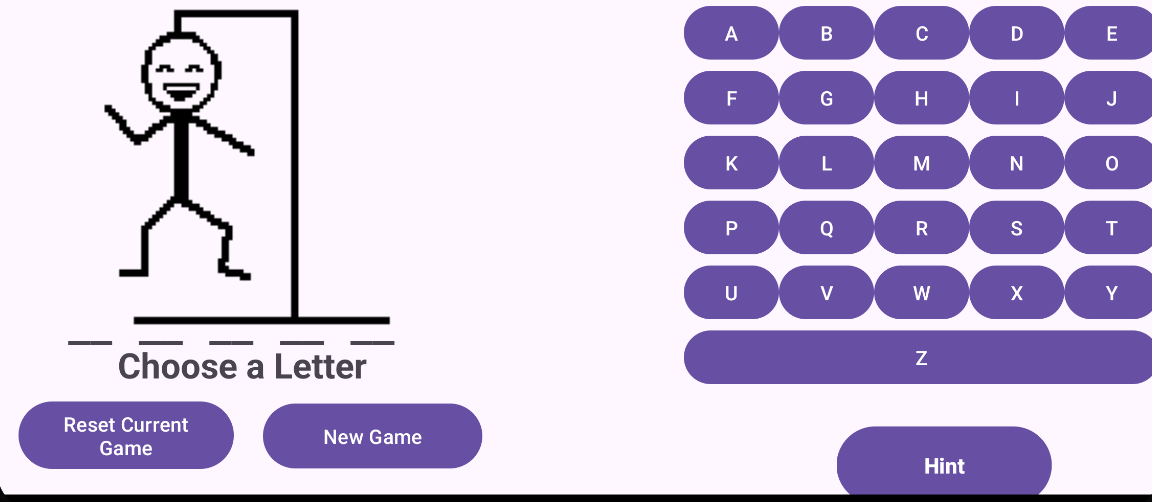 A B C D E
F G H I J
K L M N O
P Q R S T
U V W X Y
Z
__ __ __ __ __
Choose a Letter
Reset Current
Game
New Game
Hint